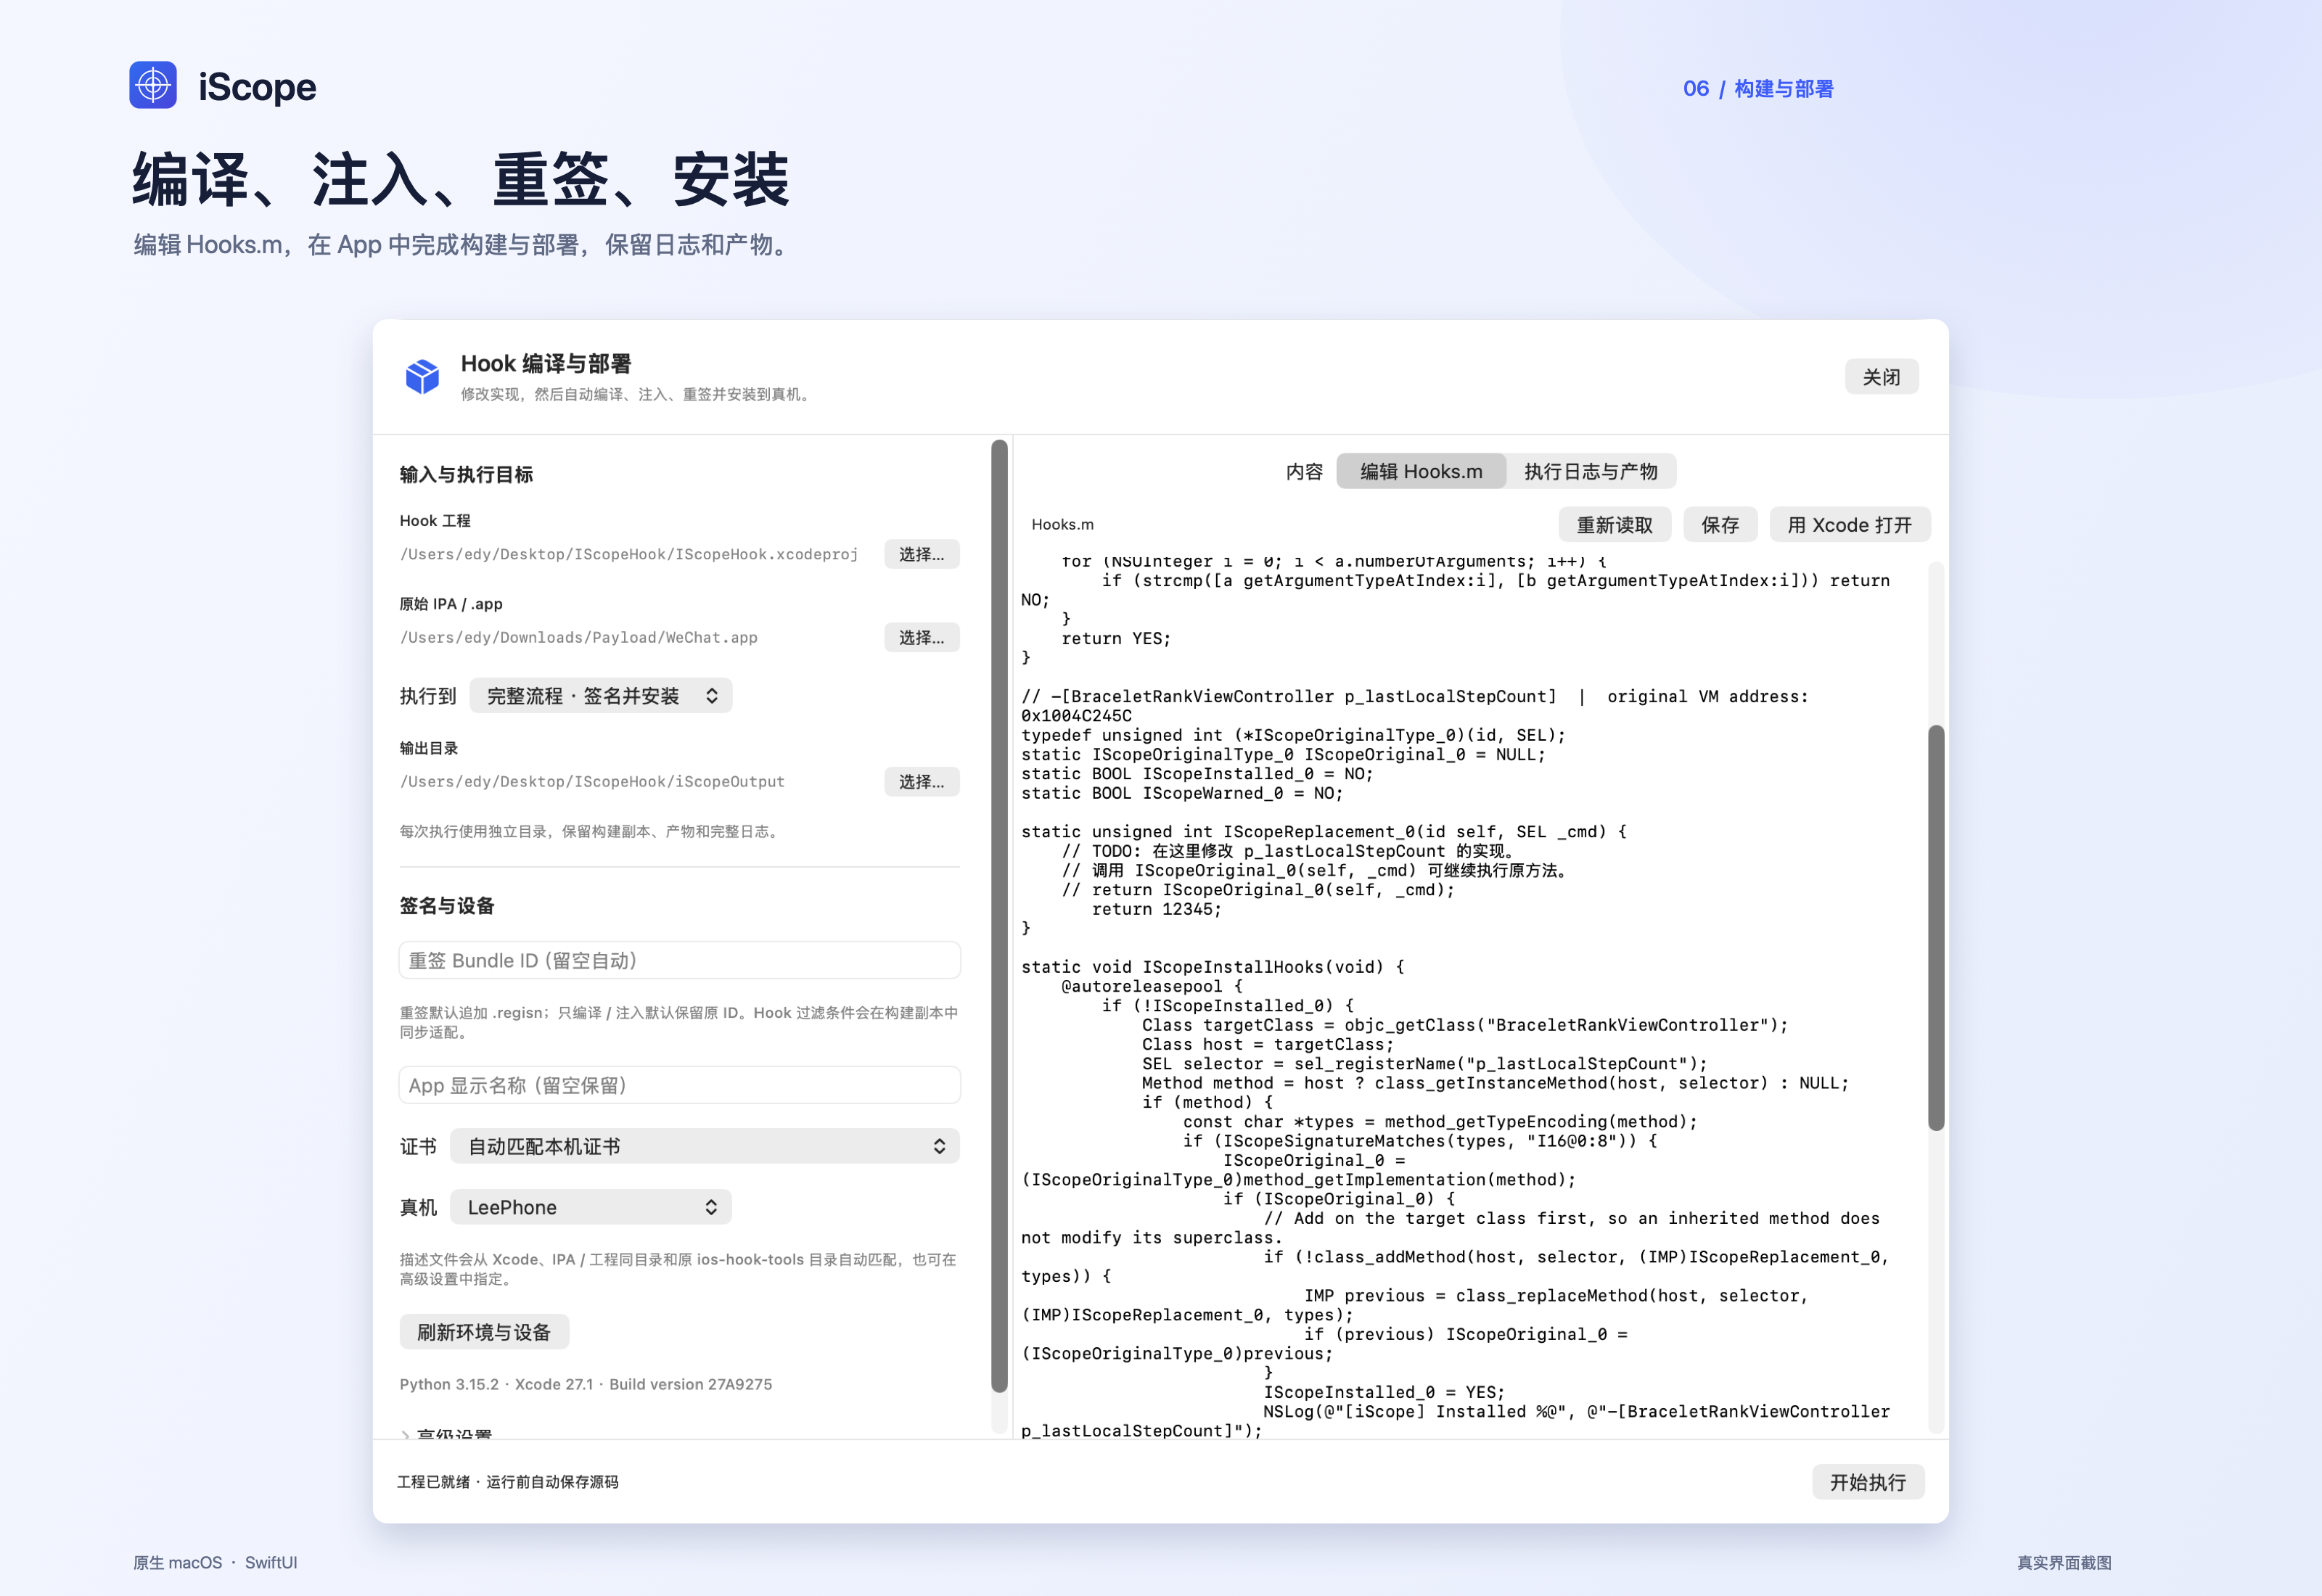 iScope
06 / 构建与部署
编译、注入、重签、安装
编辑 Hooks.m，在 App 中完成构建与部署，保留日志和产物。
Hook 编译与部署
修改实现，然后自动编译、注入、重签并安装到真机。
关闭
输入与执行目标
Hook 工程
/Users/edy/Desktop/IScopeHook/IScopeHook.xcodeproj
选择...
原始 IPA / .app
/Users/edy/Downloads/Payload/WeChat.app
选择...
执行到 完整流程 · 签名并安装
输出目录
/Users/edy/Desktop/IScopeHook/iScopeOutput
选择...
每次执行使用独立目录，保留构建副本、产物和完整日志。
签名与设备
重签 Bundle ID (留空自动)
重签默认追加 .regisn；只编译 / 注入默认保留原 ID。Hook 过滤条件会在构建副本中
同步适配。
App 显示名称 (留空保留)
证书 自动匹配本机证书
真机 LeePhone
描述文件会从 Xcode、IPA / 工程同目录和原 ios-hook-tools 目录自动匹配，也可在
高级设置中指定。
刷新环境与设备
Python 3.15.2 · Xcode 27.1 · Build version 27A9275
高级设置
内容 编辑 Hooks.m 执行日志与产物
Hooks.m
重新读取 保存 用 Xcode 打开
    for (NSUInteger i = 0; i < a.numberOfArguments; i++) {
        if (strcmp([a getArgumentTypeAtIndex:i], [b getArgumentTypeAtIndex:i])) return
NO;
    }
    return YES;
}
// -[BraceletRankViewController p_lastLocalStepCount]  |  original VM address:
0x1004C245C
typedef unsigned int (*IScopeOriginalType_0)(id, SEL);
static IScopeOriginalType_0 IScopeOriginal_0 = NULL;
static BOOL IScopeInstalled_0 = NO;
static BOOL IScopeWarned_0 = NO;
static unsigned int IScopeReplacement_0(id self, SEL _cmd) {
    // TODO: 在这里修改 p_lastLocalStepCount 的实现。
    // 调用 IScopeOriginal_0(self, _cmd) 可继续执行原方法。
    // return IScopeOriginal_0(self, _cmd);
       return 12345;
}
static void IScopeInstallHooks(void) {
    @autoreleasepool {
        if (!IScopeInstalled_0) {
            Class targetClass = objc_getClass("BraceletRankViewController");
            Class host = targetClass;
            SEL selector = sel_registerName("p_lastLocalStepCount");
            Method method = host ? class_getInstanceMethod(host, selector) : NULL;
            if (method) {
                const char *types = method_getTypeEncoding(method);
                if (IScopeSignatureMatches(types, "I16@0:8")) {
                    IScopeOriginal_0 =
(IScopeOriginalType_0)method_getImplementation(method);
                    if (IScopeOriginal_0) {
                        // Add on the target class first, so an inherited method does
not modify its superclass.
                        if (!class_addMethod(host, selector, (IMP)IScopeReplacement_0,
types)) {
                            IMP previous = class_replaceMethod(host, selector,
(IMP)IScopeReplacement_0, types);
                            if (previous) IScopeOriginal_0 =
(IScopeOriginalType_0)previous;
                        }
                        IScopeInstalled_0 = YES;
                        NSLog(@"[iScope] Installed %@", @"-[BraceletRankViewController
p_lastLocalStepCount]");
工程已就绪 · 运行前自动保存源码
开始执行
原生 macOS · SwiftUI
真实界面截图